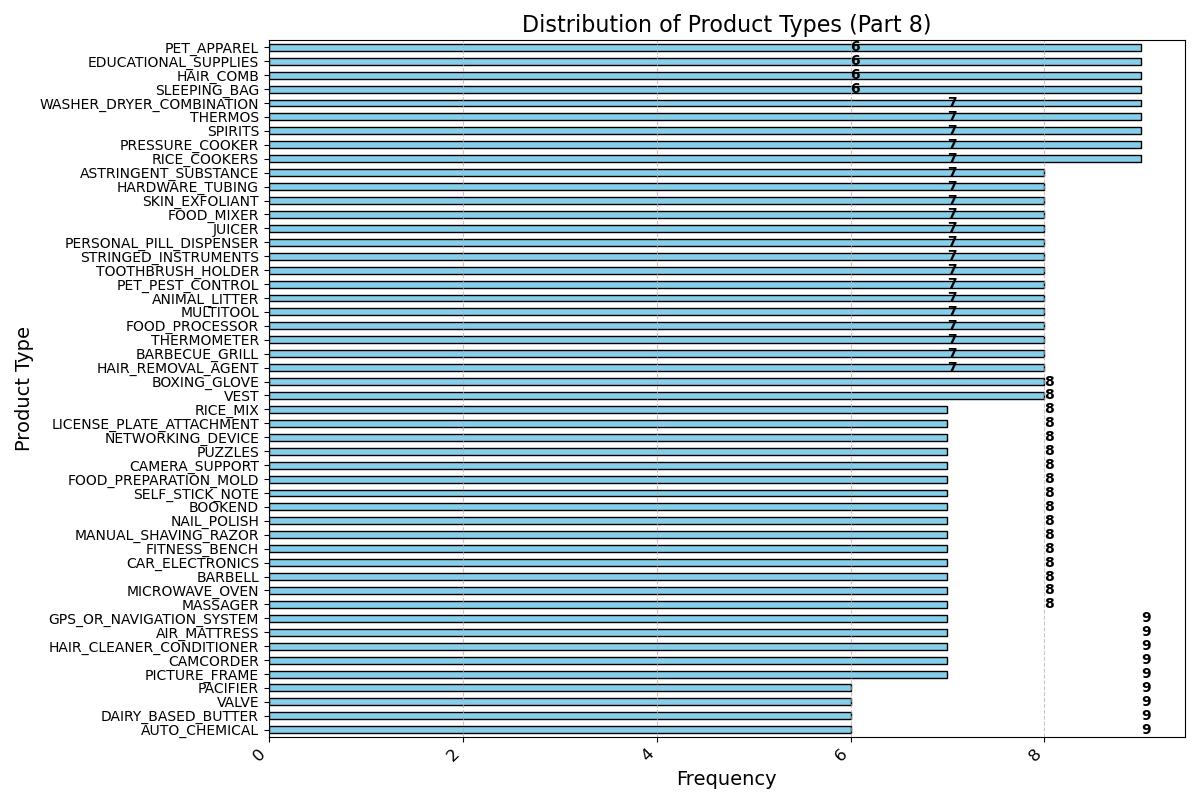 Distribution of Product Types (Part 8)
PET_APPAREL 6
EDUCATIONAL_SUPPLIES 6
HAIR_COMB 6
SLEEPING_BAG 6
WASHER_DRYER_COMBINATION 7
THERMOS 7
SPIRITS 7
PRESSURE_COOKER 7
RICE_COOKERS 7
ASTRINGENT_SUBSTANCE 7
HARDWARE_TUBING 7
SKIN_EXFOLIANT 7
FOOD_MIXER 7
JUICER 7
PERSONAL_PILL_DISPENSER 7
STRINGED_INSTRUMENTS 7
TOOTHBRUSH_HOLDER 7
PET_PEST_CONTROL 7
ANIMAL_LITTER 7
MULTITOOL 7
FOOD_PROCESSOR 7
THERMOMETER 7
BARBECUE_GRILL 7
HAIR_REMOVAL_AGENT 7
BOXING_GLOVE 8
VEST 8
RICE_MIX 8
LICENSE_PLATE_ATTACHMENT 8
NETWORKING_DEVICE 8
PUZZLES 8
CAMERA_SUPPORT 8
FOOD_PREPARATION_MOLD 8
SELF_STICK_NOTE 8
BOOKEND 8
NAIL_POLISH 8
MANUAL_SHAVING_RAZOR 8
FITNESS_BENCH 8
CAR_ELECTRONICS 8
BARBELL 8
MICROWAVE_OVEN 8
MASSAGER 8
GPS_OR_NAVIGATION_SYSTEM 9
AIR_MATTRESS 9
HAIR_CLEANER_CONDITIONER 9
CAMCORDER 9
PICTURE_FRAME 9
PACIFIER 9
VALVE 9
DAIRY_BASED_BUTTER 9
AUTO_CHEMICAL 9
Product Type
0 2 4 6 8
Frequency